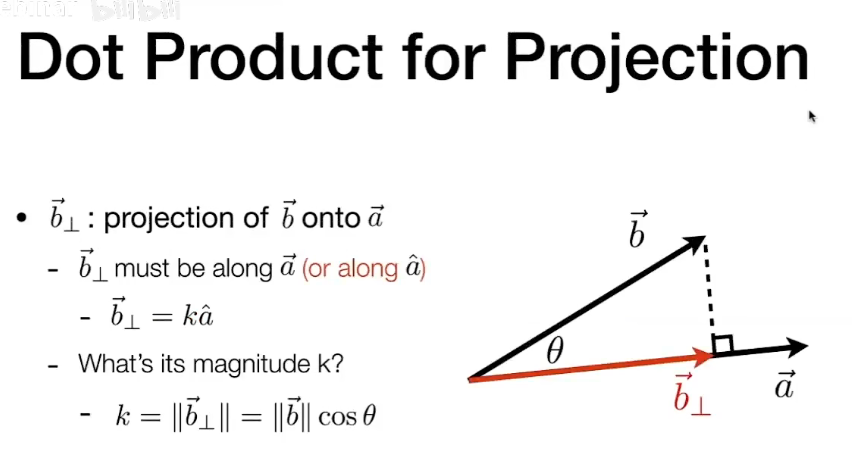 Dot Product for Projection
• $\vec{b}_\perp$ : projection of $\vec{b}$ onto $\vec{a}$
- $\vec{b}_\perp$ must be along $\vec{a}$ (or along $\hat{a}$)
- $\vec{b}_\perp = k\hat{a}$
- What's its magnitude k?
- $k = \|\vec{b}_\perp\| = \|\vec{b}\| \cos \theta$
$\vec{b}$
$\theta$
$\vec{b}_\perp$
$\vec{a}$